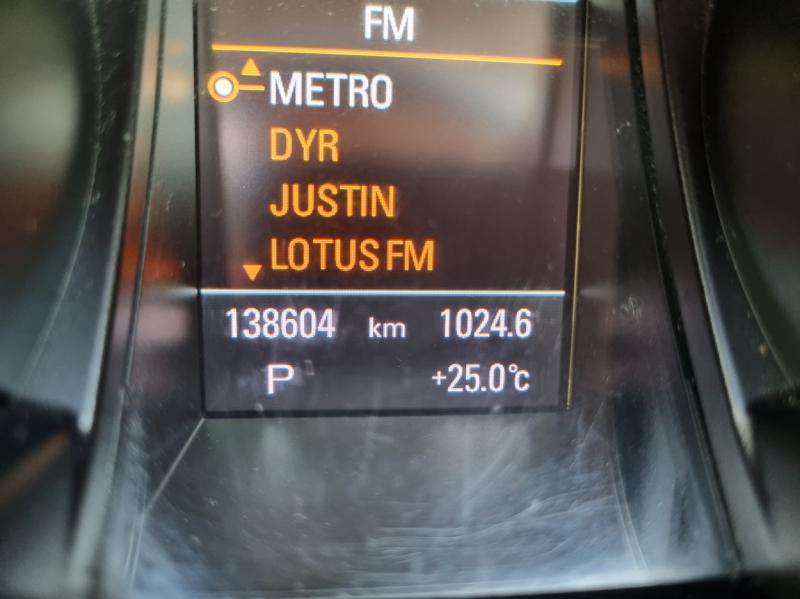 FM
METRO
DYR
JUSTIN
LOTUS FM
138604 km 1024.6
P +25.0°C